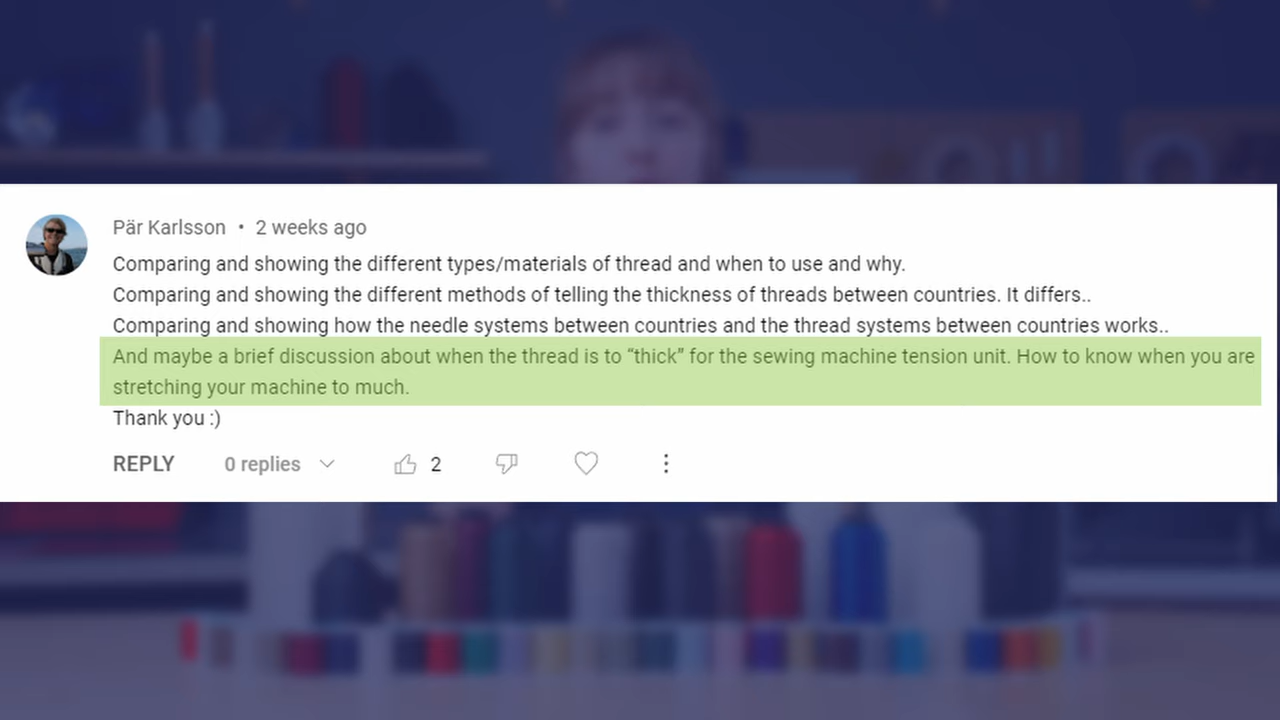 Pär Karlsson • 2 weeks ago
Comparing and showing the different types/materials of thread and when to use and why.
Comparing and showing the different methods of telling the thickness of threads between countries. It differs..
Comparing and showing how the needle systems between countries and the thread systems between countries works..
And maybe a brief discussion about when the thread is to “thick” for the sewing machine tension unit. How to know when you are
stretching your machine to much.
Thank you :)
REPLY 0 replies 2